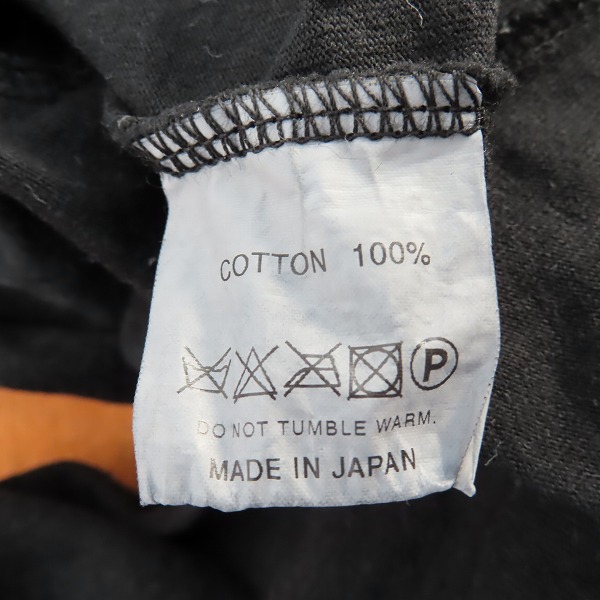 COTTON 100%
P
DO NOT TUMBLE WARM.
MADE IN JAPAN